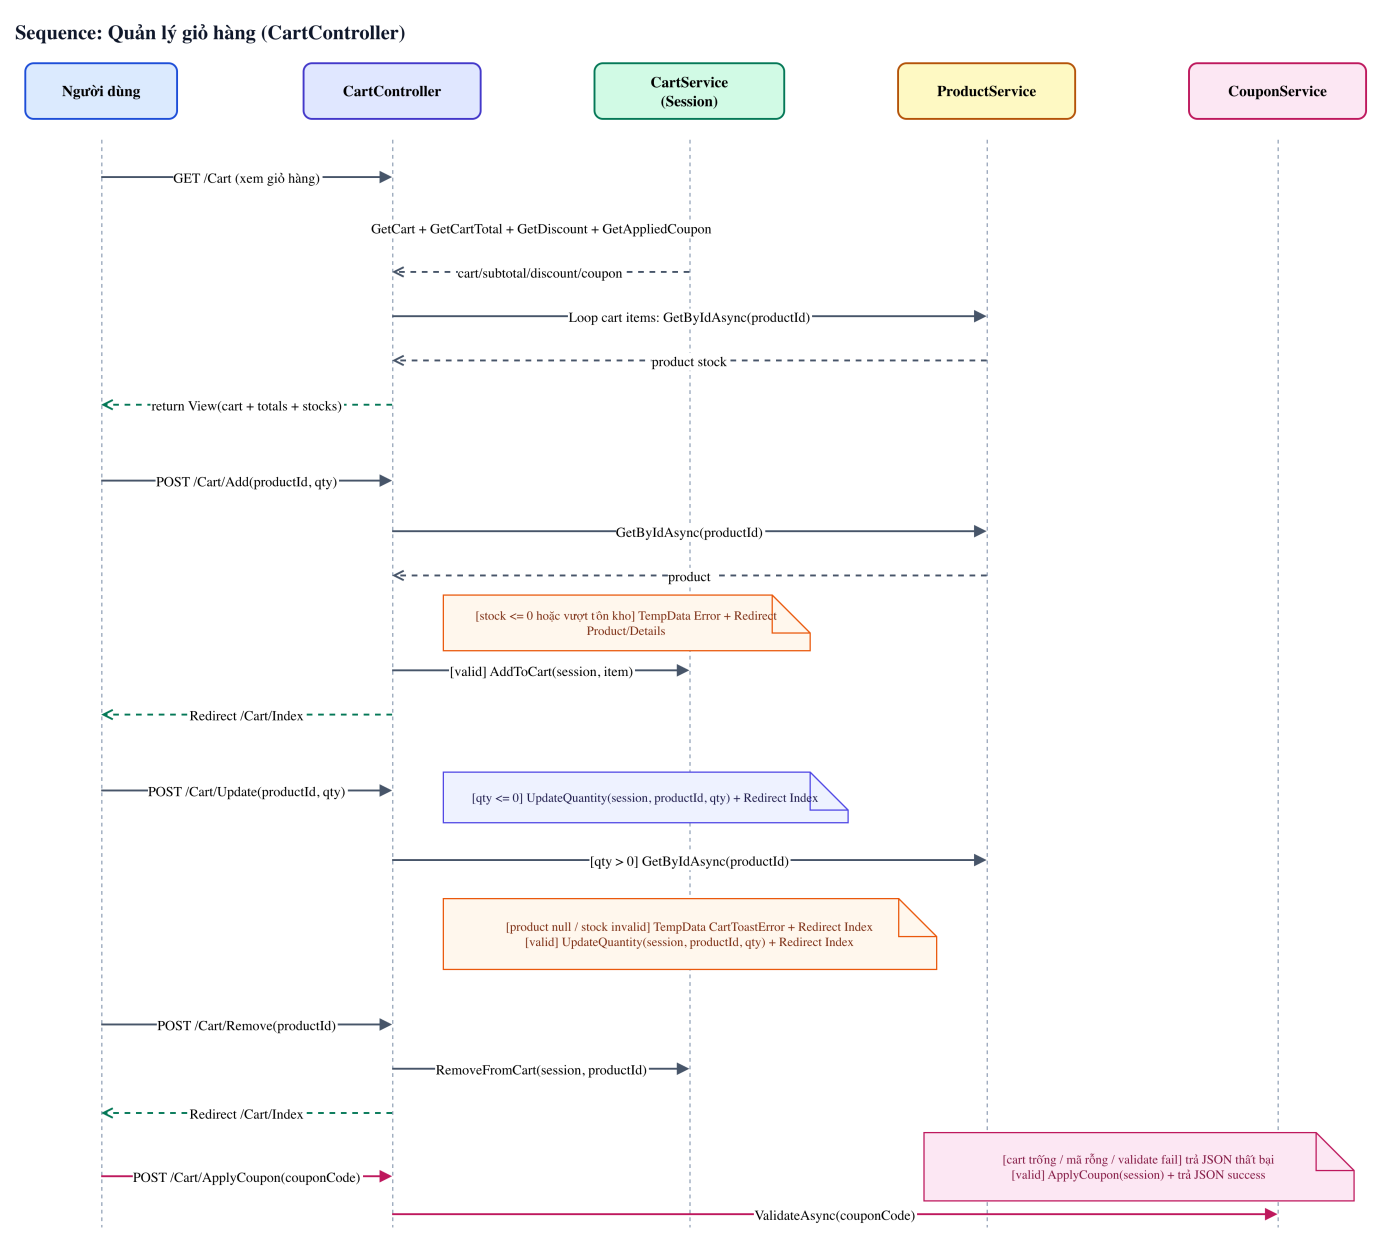 Sequence: Quản lý giỏ hàng (CartController)
Người dùng
CartController
CartService
(Session)
ProductService
CouponService
GET /Cart (xem giỏ hàng)
GetCart + GetCartTotal + GetDiscount + GetAppliedCoupon
cart/subtotal/discount/coupon
Loop cart items: GetByIdAsync(productId)
product stock
return View(cart + totals + stocks)
POST /Cart/Add(productId, qty)
GetByIdAsync(productId)
product
[stock <= 0 hoặc vượt tồn kho] TempData Error + Redirect
Product/Details
[valid] AddToCart(session, item)
Redirect /Cart/Index
POST /Cart/Update(productId, qty)
[qty <= 0] UpdateQuantity(session, productId, qty) + Redirect Index
[qty > 0] GetByIdAsync(productId)
[product null / stock invalid] TempData CartToastError + Redirect Index
[valid] UpdateQuantity(session, productId, qty) + Redirect Index
POST /Cart/Remove(productId)
RemoveFromCart(session, productId)
Redirect /Cart/Index
[cart trống / mã rỗng / validate fail] trả JSON thất bại
[valid] ApplyCoupon(session) + trả JSON success
POST /Cart/ApplyCoupon(couponCode)
ValidateAsync(couponCode)